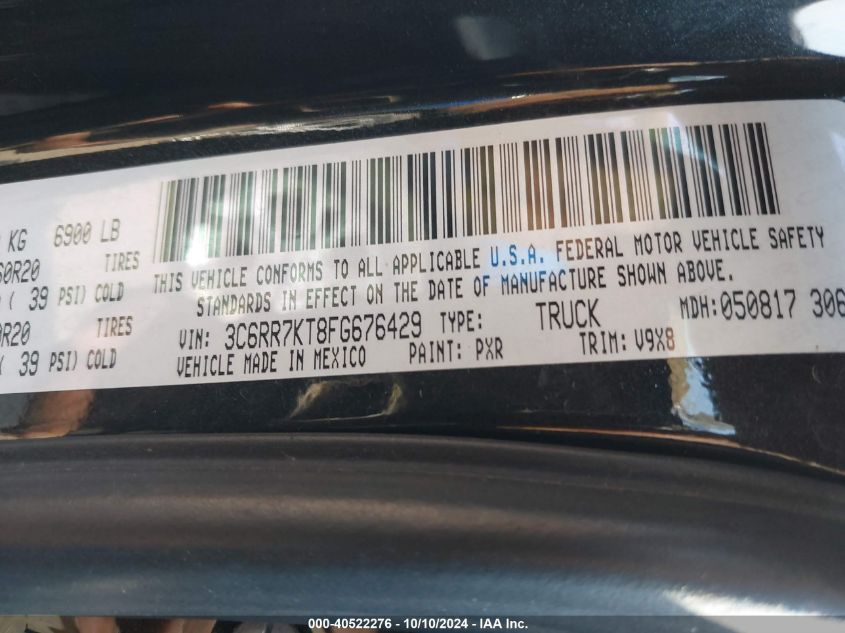 KG 6900 LB
60R20 TIRES
( 39 PSI) COLD
0R20 TIRES
( 39 PSI) COLD
THIS VEHICLE CONFORMS TO ALL APPLICABLE U.S.A. FEDERAL MOTOR VEHICLE SAFETY
STANDARDS IN EFFECT ON THE DATE OF MANUFACTURE SHOWN ABOVE.
VIN: 3C6RR7KT8FG676429 TYPE: TRUCK MDH:050817 306
VEHICLE MADE IN MEXICO PAINT: PXR TRIM: V9X8
000-40522276 - 10/10/2024 - IAA Inc.